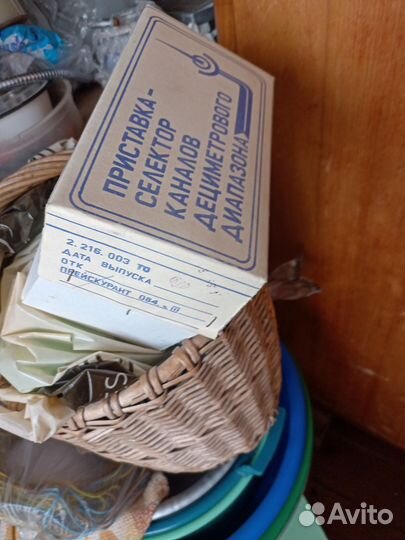 ПРИСТАВКА-
СЕЛЕКТОР
КАНАЛОВ
ДЕЦИМЕТРОВОГО
ДИАПАЗОНА
2.216.003 ТО
ДАТА ВЫПУСКА
ОТК
ПРЕЙСКУРАНТ 084.
Avito